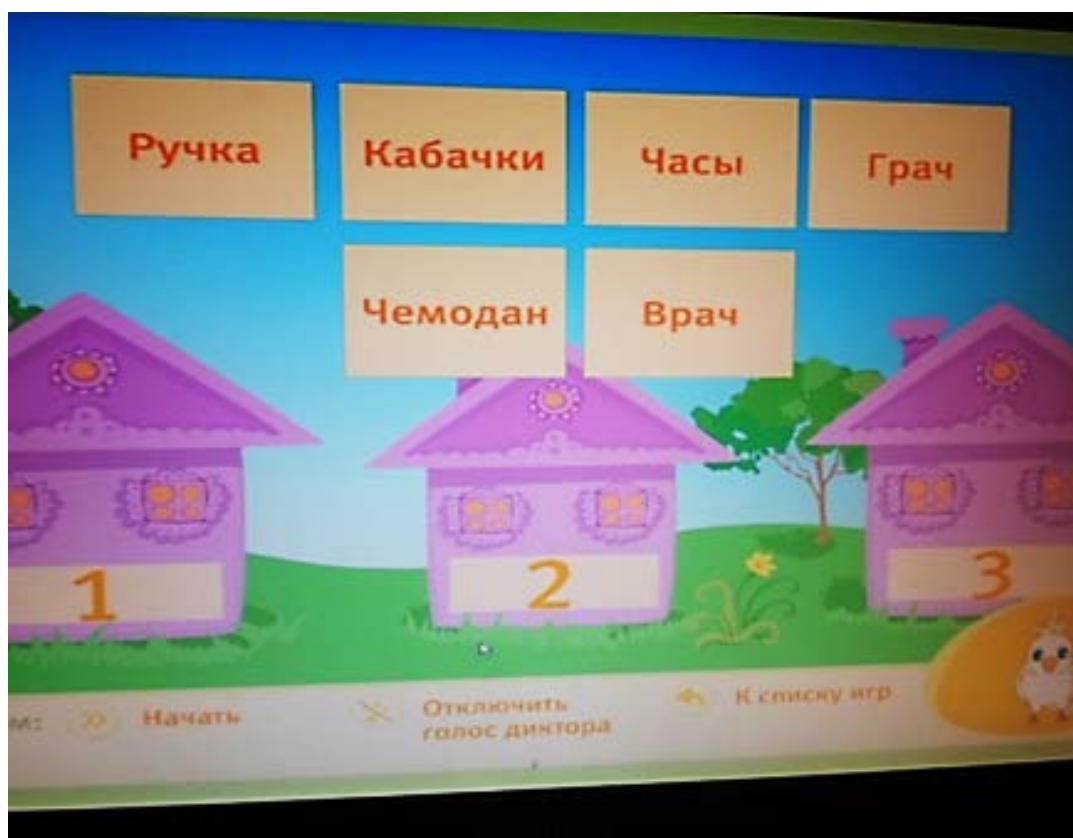 Ручка
Кабачки
Часы
Грач
Чемодан
Врач
1
2
3
м:
Начать
Отключить
голос диктора
К списку игр